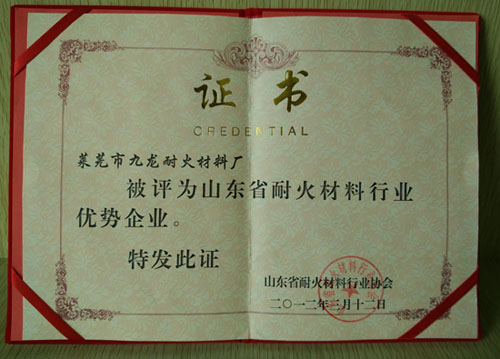 证书
CREDENTIAL
莱芜市九龙耐火材料厂
被评为山东省耐火材料行业
优势企业。
特发此证
山东省耐火材料行业协会
二〇一二年三月十二日